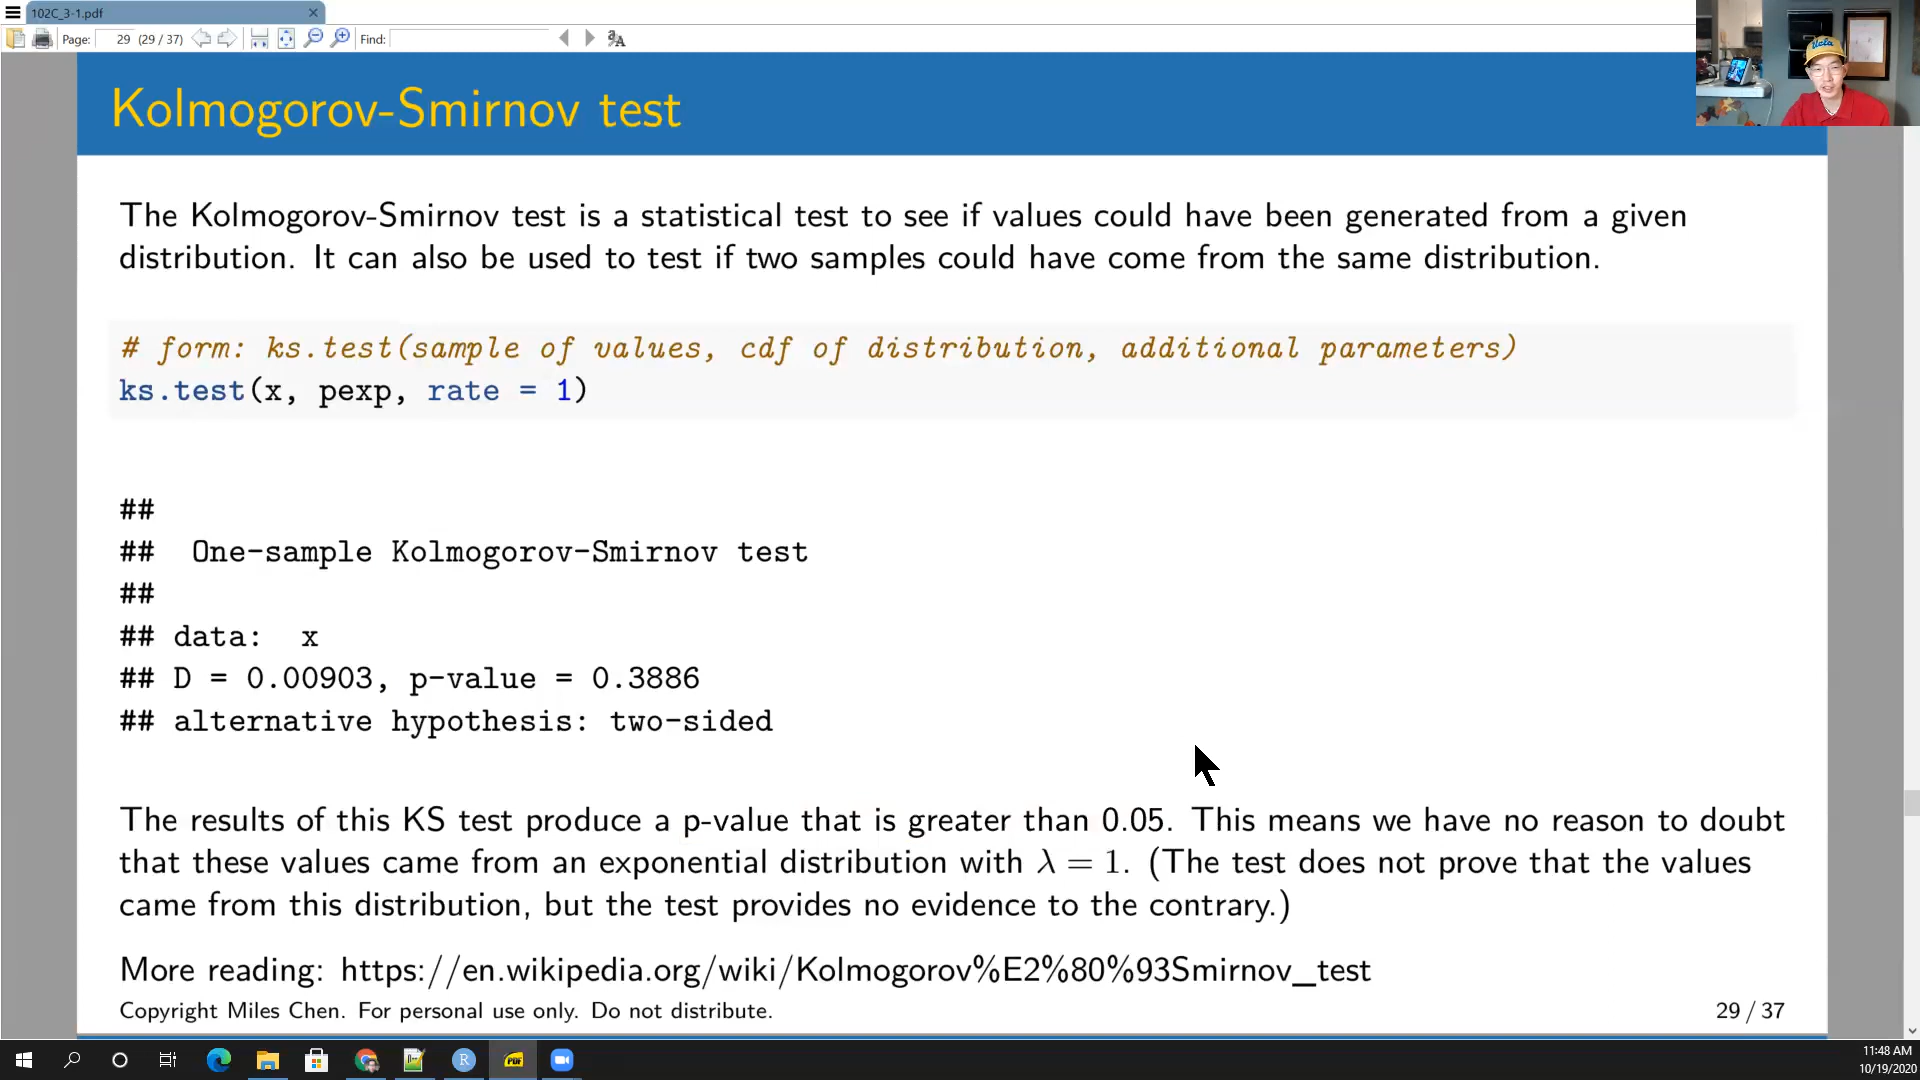 102C_3-1.pdf
Page: 29 (29 / 37) Find:
Kolmogorov-Smirnov test
The Kolmogorov-Smirnov test is a statistical test to see if values could have been generated from a given
distribution. It can also be used to test if two samples could have come from the same distribution.
# form: ks.test(sample of values, cdf of distribution, additional parameters)
ks.test(x, pexp, rate = 1)
##
## One-sample Kolmogorov-Smirnov test
##
## data: x
## D = 0.00903, p-value = 0.3886
## alternative hypothesis: two-sided
The results of this KS test produce a p-value that is greater than 0.05. This means we have no reason to doubt
that these values came from an exponential distribution with λ = 1. (The test does not prove that the values
came from this distribution, but the test provides no evidence to the contrary.)
More reading: https://en.wikipedia.org/wiki/Kolmogorov%E2%80%93Smirnov_test
Copyright Miles Chen. For personal use only. Do not distribute.
29 / 37
11:48 AM
10/19/2020